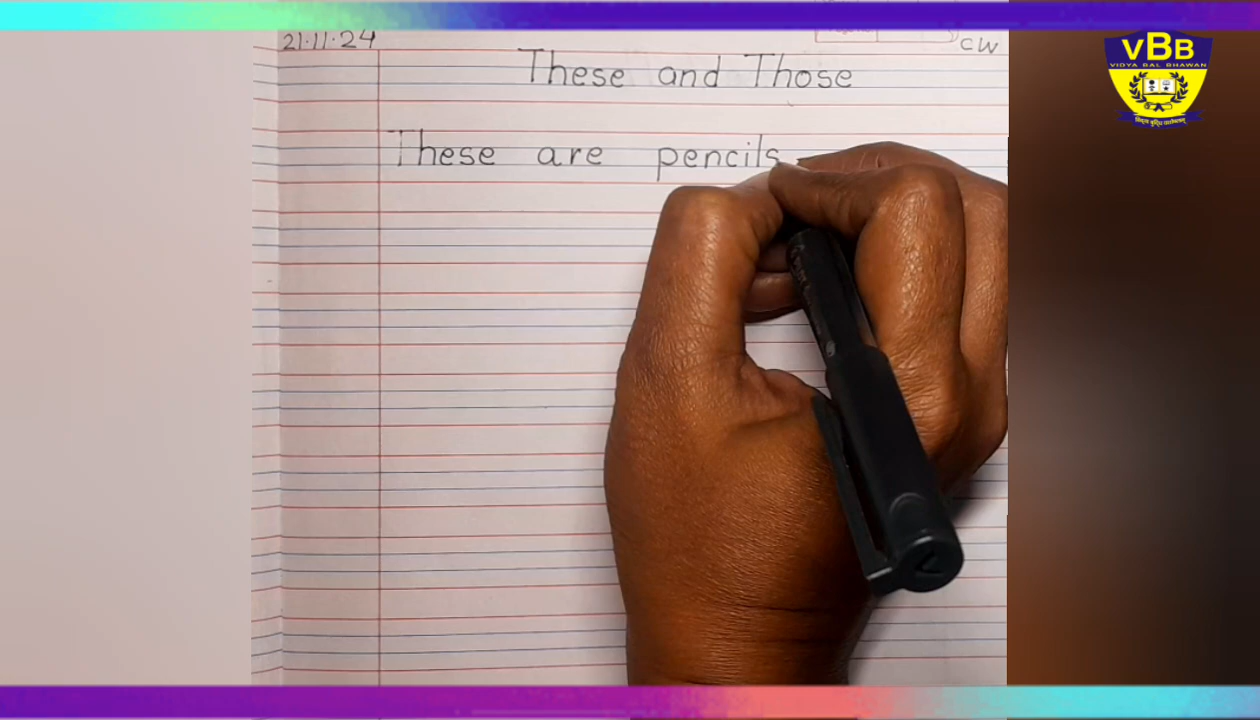 21.11.24
CW
These and Those
These are pencils
VBB
VIDYA BAL BHAWAN